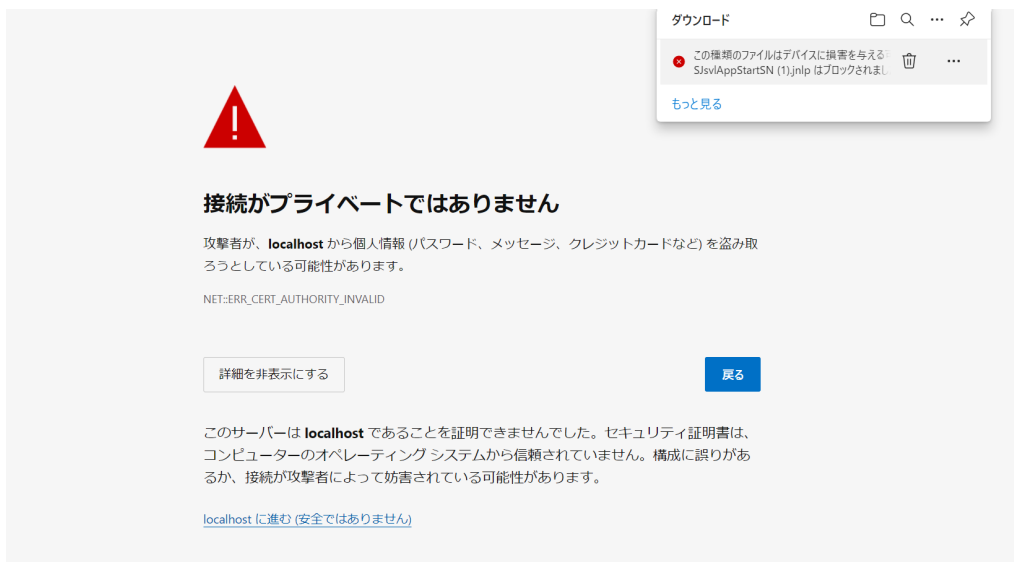 ダウンロード
この種類のファイルはデバイスに損害を与える
SJsvlAppStartSN (1).jnlp はブロックされまし
もっと見る
接続がプライベートではありません
攻撃者が、localhost から個人情報 (パスワード、メッセージ、クレジットカードなど) を盗み取
ろうとしている可能性があります。
NET::ERR_CERT_AUTHORITY_INVALID
詳細を非表示にする
戻る
このサーバーは localhost であることを証明できませんでした。セキュリティ証明書は、
コンピューターのオペレーティング システムから信頼されていません。構成に誤りがあ
るか、接続が攻撃者によって妨害されている可能性があります。
localhost に進む (安全ではありません)